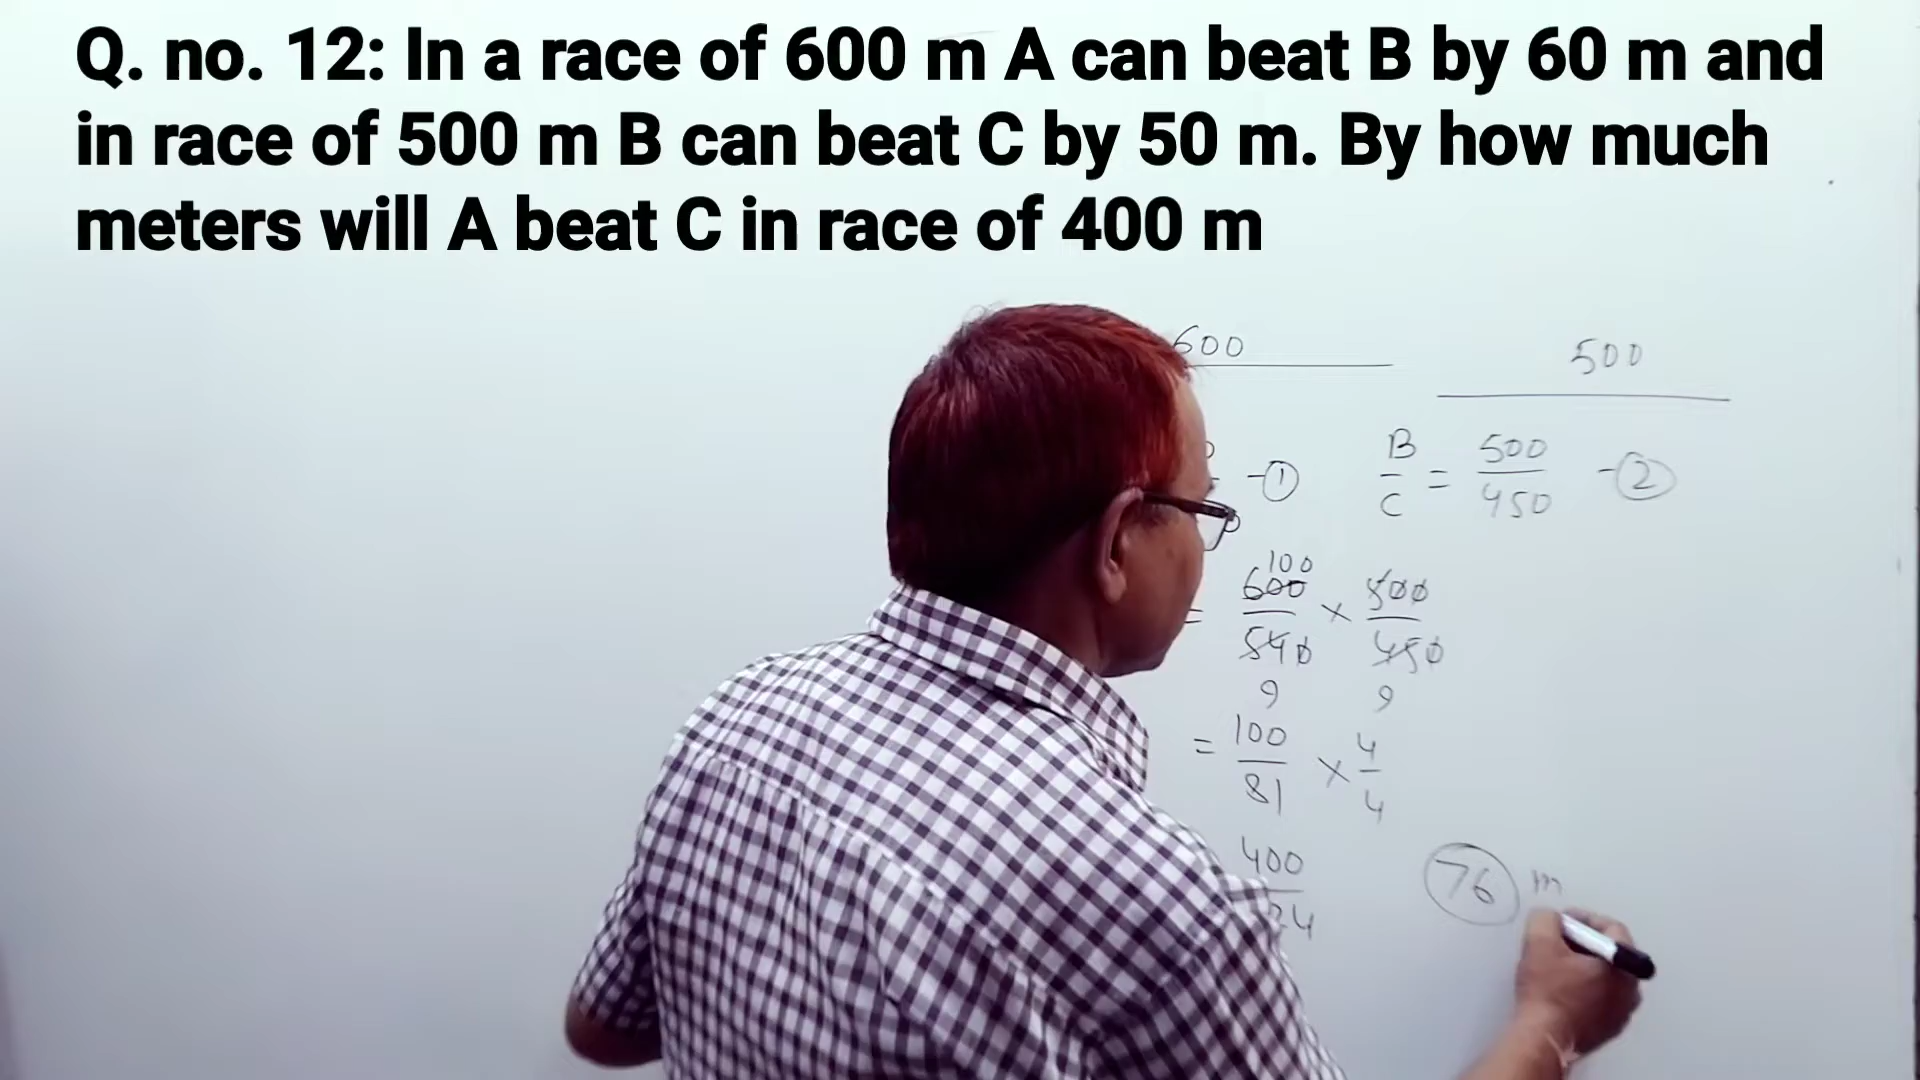 Q. no. 12: In a race of 600 m A can beat B by 60 m and
in race of 500 m B can beat C by 50 m. By how much
meters will A beat C in race of 400 m
600
500
-①
B/C = 500/450 -②
100
= 600/540 × 500/450
9 9
= 100/81 × 4/4
400
24
76 m